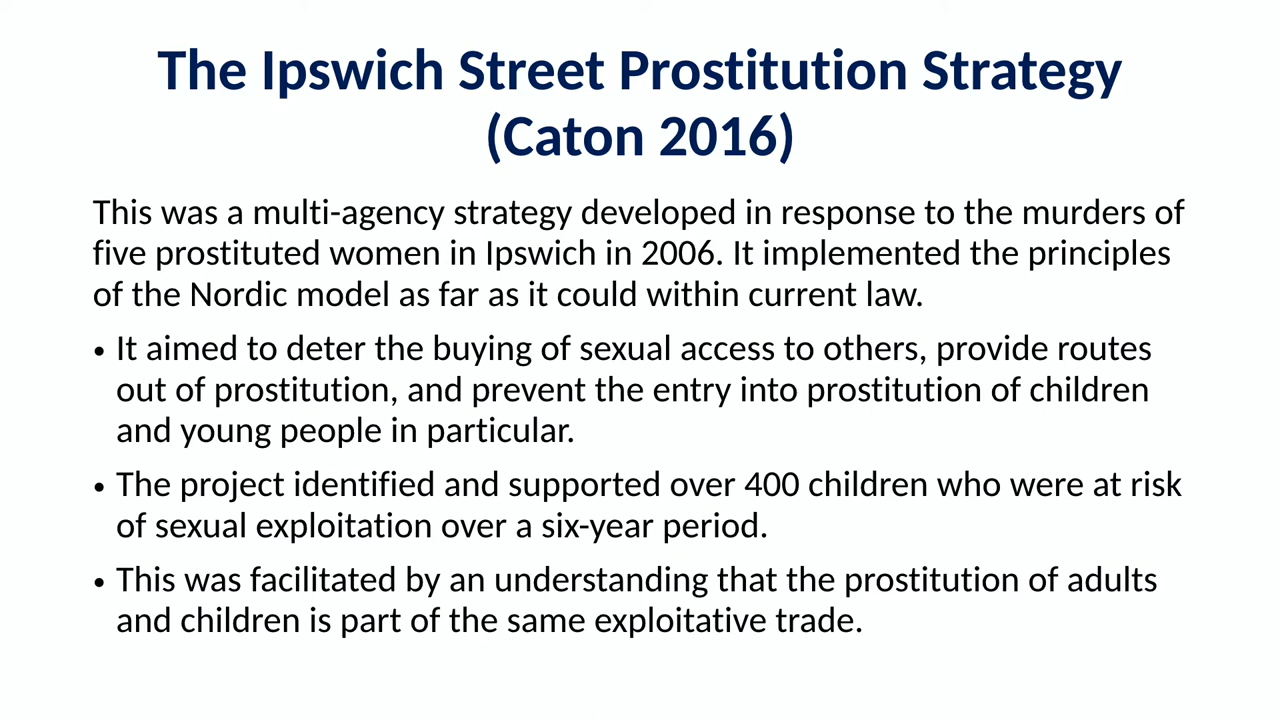 The Ipswich Street Prostitution Strategy
(Caton 2016)
This was a multi-agency strategy developed in response to the murders of
five prostituted women in Ipswich in 2006. It implemented the principles
of the Nordic model as far as it could within current law.
• It aimed to deter the buying of sexual access to others, provide routes
out of prostitution, and prevent the entry into prostitution of children
and young people in particular.
• The project identified and supported over 400 children who were at risk
of sexual exploitation over a six-year period.
• This was facilitated by an understanding that the prostitution of adults
and children is part of the same exploitative trade.